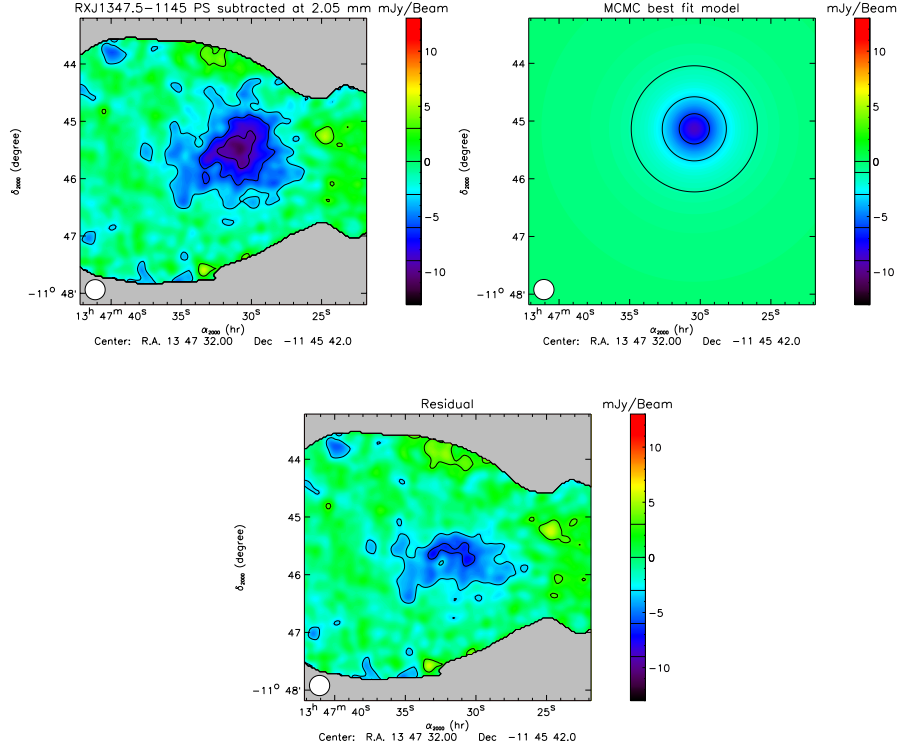 RXJ1347.5-1145 PS subtracted at 2.05 mm mJy/Beam
44
45
46
47
-11° 48'
δ2000 (degree)
13h 47m 40s
35s
30s
25s
α2000 (hr)
Center: R.A. 13 47 32.00 Dec -11 45 42.0
10
5
0
-5
-10
MCMC best fit model
mJy/Beam
44
45
46
47
-11° 48'
δ2000 (degree)
13h 47m 40s
35s
30s
25s
α2000 (hr)
Center: R.A. 13 47 32.00 Dec -11 45 42.0
10
5
0
-5
-10
Residual
mJy/Beam
44
45
46
47
-11° 48'
δ2000 (degree)
13h 47m 40s
35s
30s
25s
α2000 (hr)
Center: R.A. 13 47 32.00 Dec -11 45 42.0
10
5
0
-5
-10